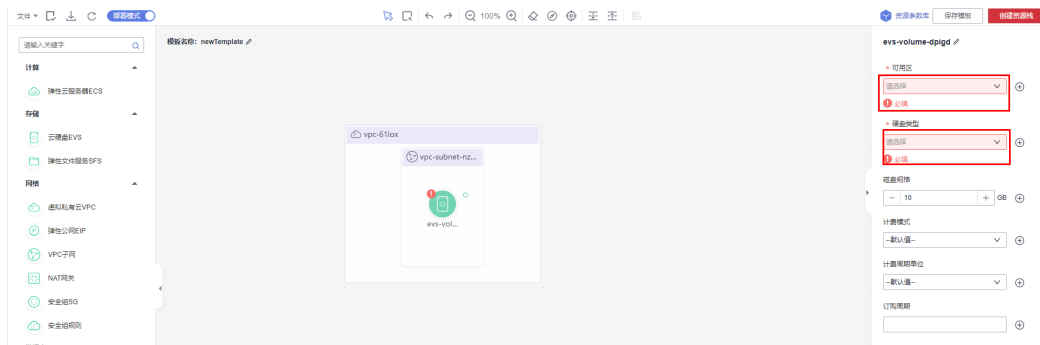 文件
部署模式
100%
资源参数库
保存模板
创建资源栈
请输入关键字
计算
弹性云服务器ECS
存储
云硬盘EVS
弹性文件服务SFS
网络
虚拟私有云VPC
弹性公网EIP
VPC子网
NAT网关
安全组SG
安全组规则
模板名称: newTemplate
vpc-61lox
vpc-subnet-nz...
evs-vol...
evs-volume-dpigd
* 可用区
请选择
必填
* 硬盘类型
请选择
必填
磁盘规格
10
GB
计费模式
--默认值--
计费周期单位
--默认值--
订购周期